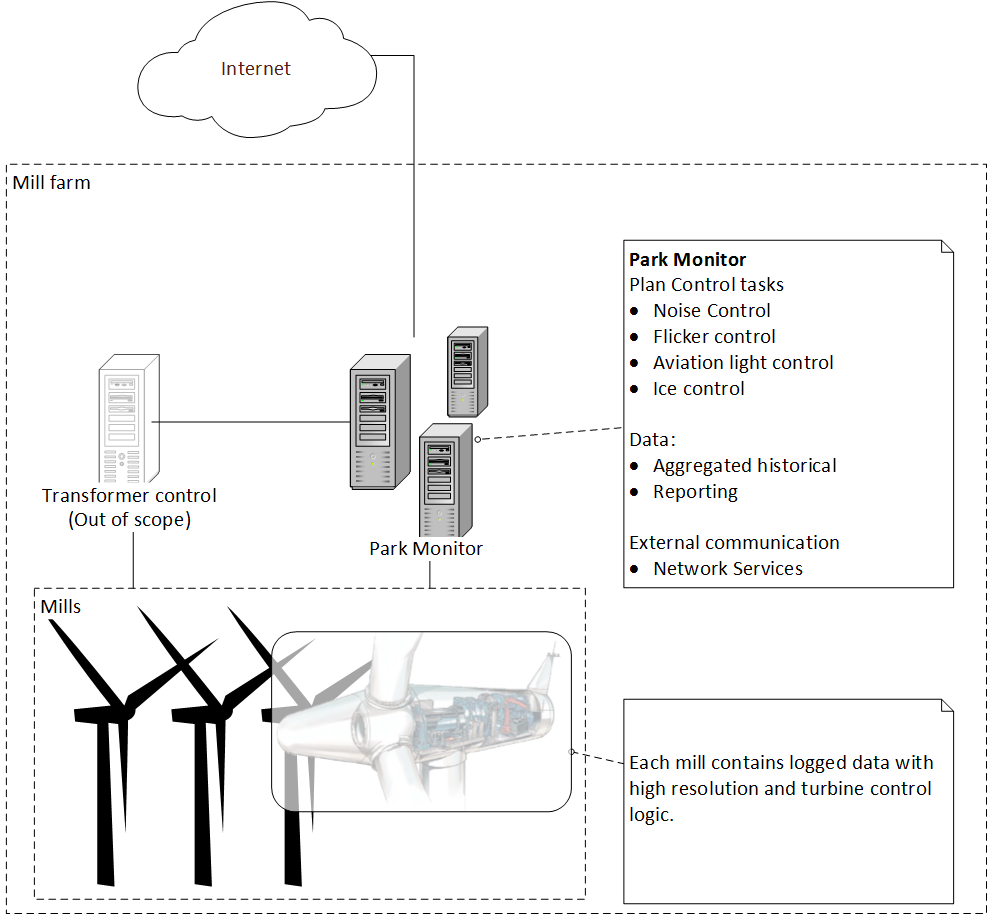 Internet
Mill farm
Park Monitor
Plan Control tasks
• Noise Control
• Flicker control
• Aviation light control
• Ice control
Data:
• Aggregated historical
• Reporting
External communication
• Network Services
Transformer control
(Out of scope)
Park Monitor
Mills
Each mill contains logged data with
high resolution and turbine control
logic.